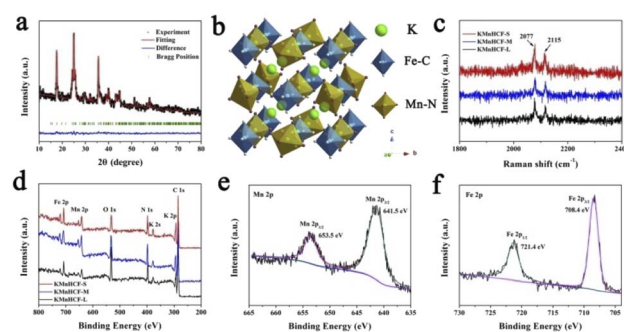 a
Experiment
Fitting
Difference
Bragg Position
Intensity (a.u.)
10 20 30 40 50 60 70 80
2θ (degree)
b
K
Fe-C
Mn-N
c
b
c
KMnHCF-S
KMnHCF-M
KMnHCF-L
2077
2115
Intensity (a.u.)
1800 2000 2200 2400
Raman shift (cm-1)
d
C 1s
Fe 2p
Mn 2p
O 1s
N 1s
K 2p
K 2s
KMnHCF-S
KMnHCF-M
KMnHCF-L
Intensity (a.u.)
800 700 600 500 400 300 200
Binding Energy (eV)
e
Mn 2p
Mn 2p1/2
653.5 eV
Mn 2p3/2
641.5 eV
Intensity (a.u.)
665 660 655 650 645 640 635
Binding Energy (eV)
f
Fe 2p
Fe 2p3/2
708.4 eV
Fe 2p1/2
721.4 eV
Intensity (a.u.)
730 725 720 715 710 705
Binding Energy (eV)